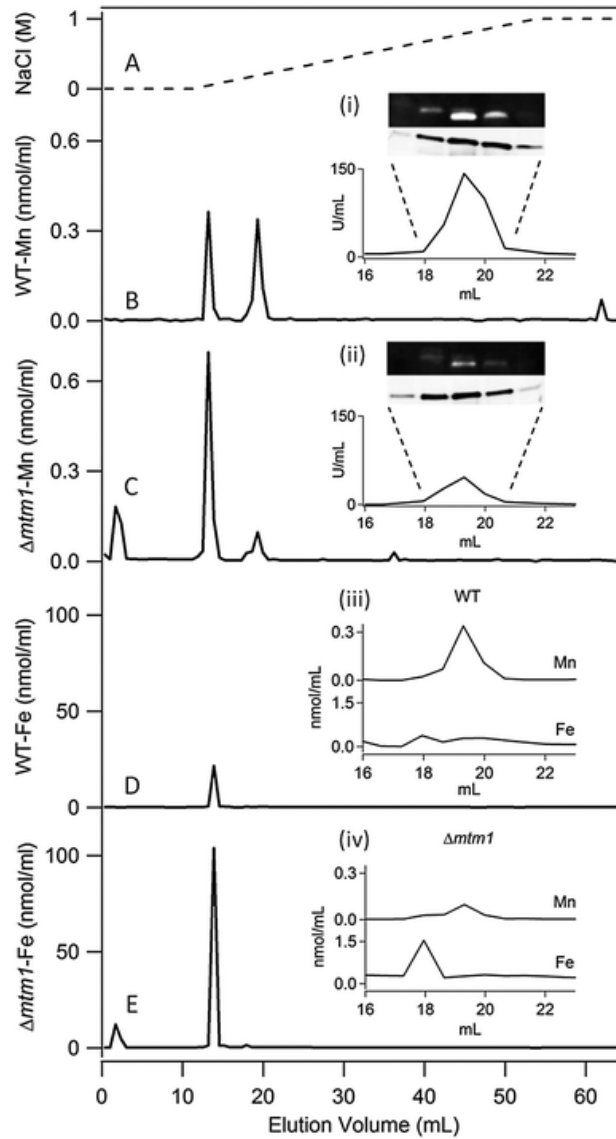 NaCl (M)
1
0
A
WT-Mn (nmol/ml)
0.6
0.3
0.0
B
(i)
U/mL
150
0
16 18 20 22
mL
Δmtm1-Mn (nmol/ml)
0.6
0.3
0.0
C
(ii)
U/mL
150
0
16 18 20 22
mL
WT-Fe (nmol/ml)
100
50
0
D
(iii)
WT
nmol/mL
0.3
0.0
Mn
1.5
0.0
Fe
16 18 20 22
mL
Δmtm1-Fe (nmol/ml)
100
50
0
E
(iv)
Δmtm1
nmol/mL
0.3
0.0
Mn
1.5
0.0
Fe
16 18 20 22
mL
0 10 20 30 40 50 60
Elution Volume (mL)